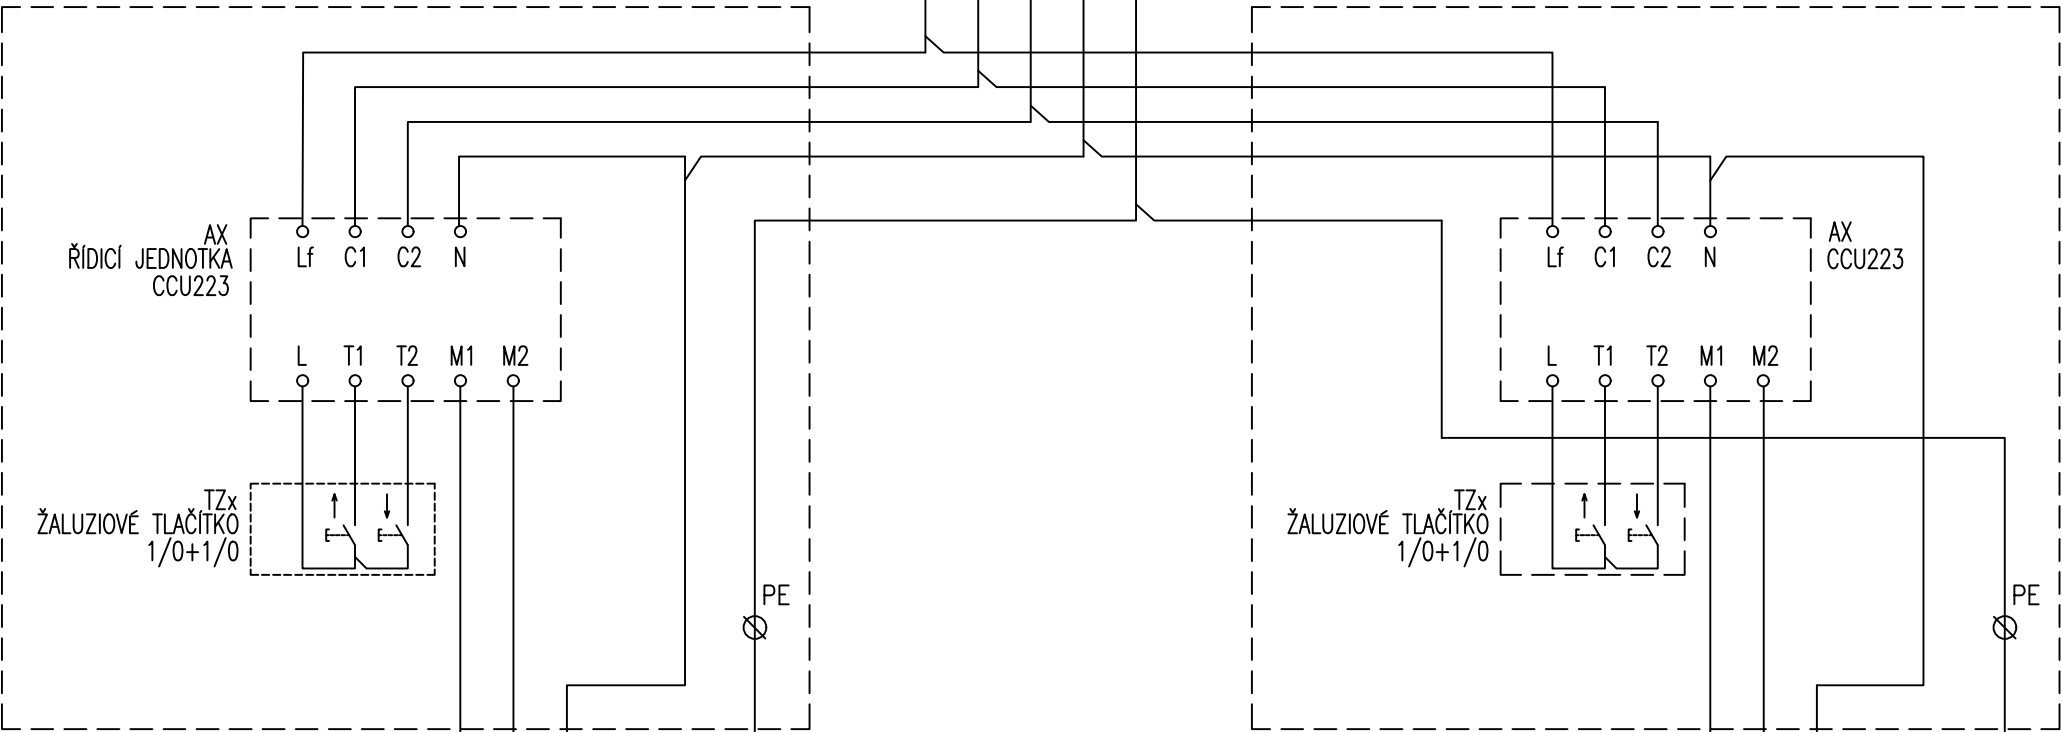 AX
ŘÍDICÍ JEDNOTKA
CCU223
Lf C1 C2 N
L T1 T2 M1 M2
TZx
ŽALUZIOVÉ TLAČÍTKO
1/0+1/0
PE
Lf C1 C2 N
AX
CCU223
L T1 T2 M1 M2
TZx
ŽALUZIOVÉ TLAČÍTKO
1/0+1/0
PE